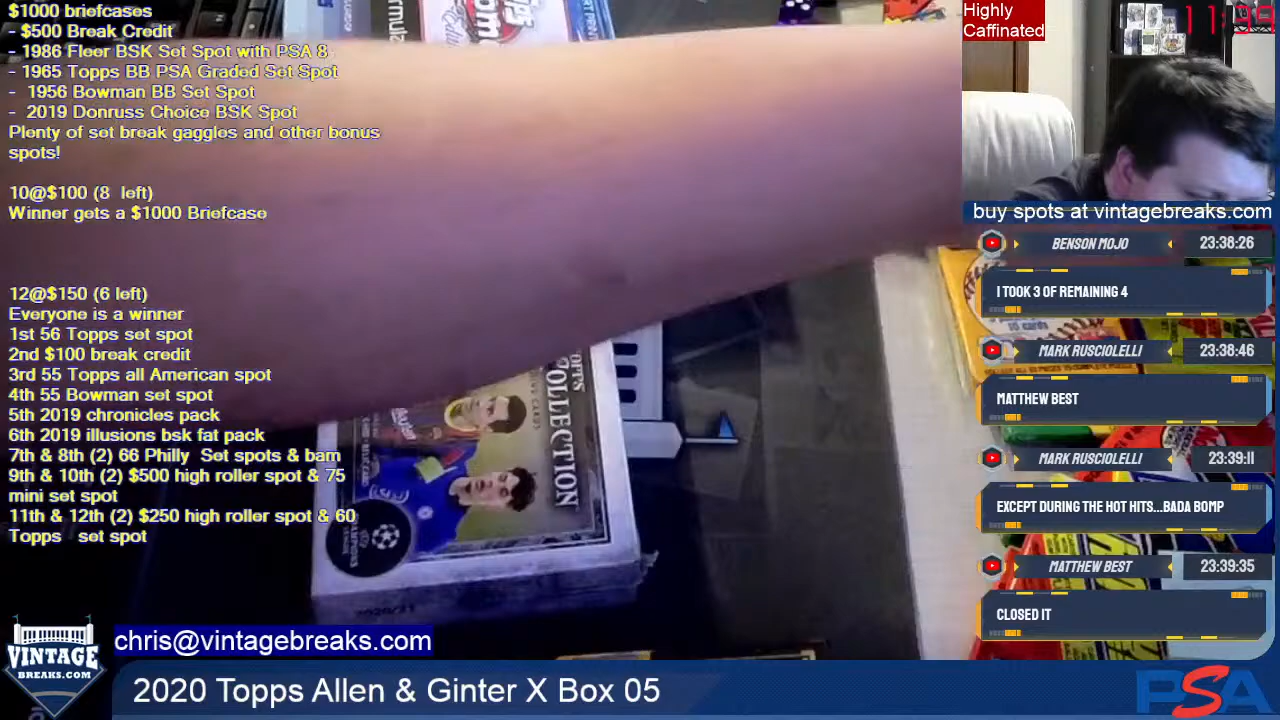 $1000 briefcases
- $500 Break Credit
- 1986 Fleer BSK Set Spot with PSA 8
- 1965 Topps BB PSA Graded Set Spot
- 1956 Bowman BB Set Spot
- 2019 Donruss Choice BSK Spot
Plenty of set break gaggles and other bonus
spots!
10@$100 (8 left)
Winner gets a $1000 Briefcase
12@$150 (6 left)
Everyone is a winner
1st 56 Topps set spot
2nd $100 break credit
3rd 55 Topps all American spot
4th 55 Bowman set spot
5th 2019 chronicles pack
6th 2019 illusions bsk fat pack
7th & 8th (2) 66 Philly Set spots & bam
9th & 10th (2) $500 high roller spot & 75
mini set spot
11th & 12th (2) $250 high roller spot & 60
Topps set spot
COLLECTION
Highly
Caffinated
11:39
buy spots at vintagebreaks.com
BENSON MOJO 23:38:26
I TOOK 3 OF REMAINING 4
MARK RUSCIOLELLI 23:38:46
MATTHEW BEST
MARK RUSCIOLELLI 23:39:11
EXCEPT DURING THE HOT HITS...BADA BOMP
MATTHEW BEST 23:39:35
CLOSED IT
VINTAGE
BREAKS.COM
chris@vintagebreaks.com
2020 Topps Allen & Ginter X Box 05
PSA